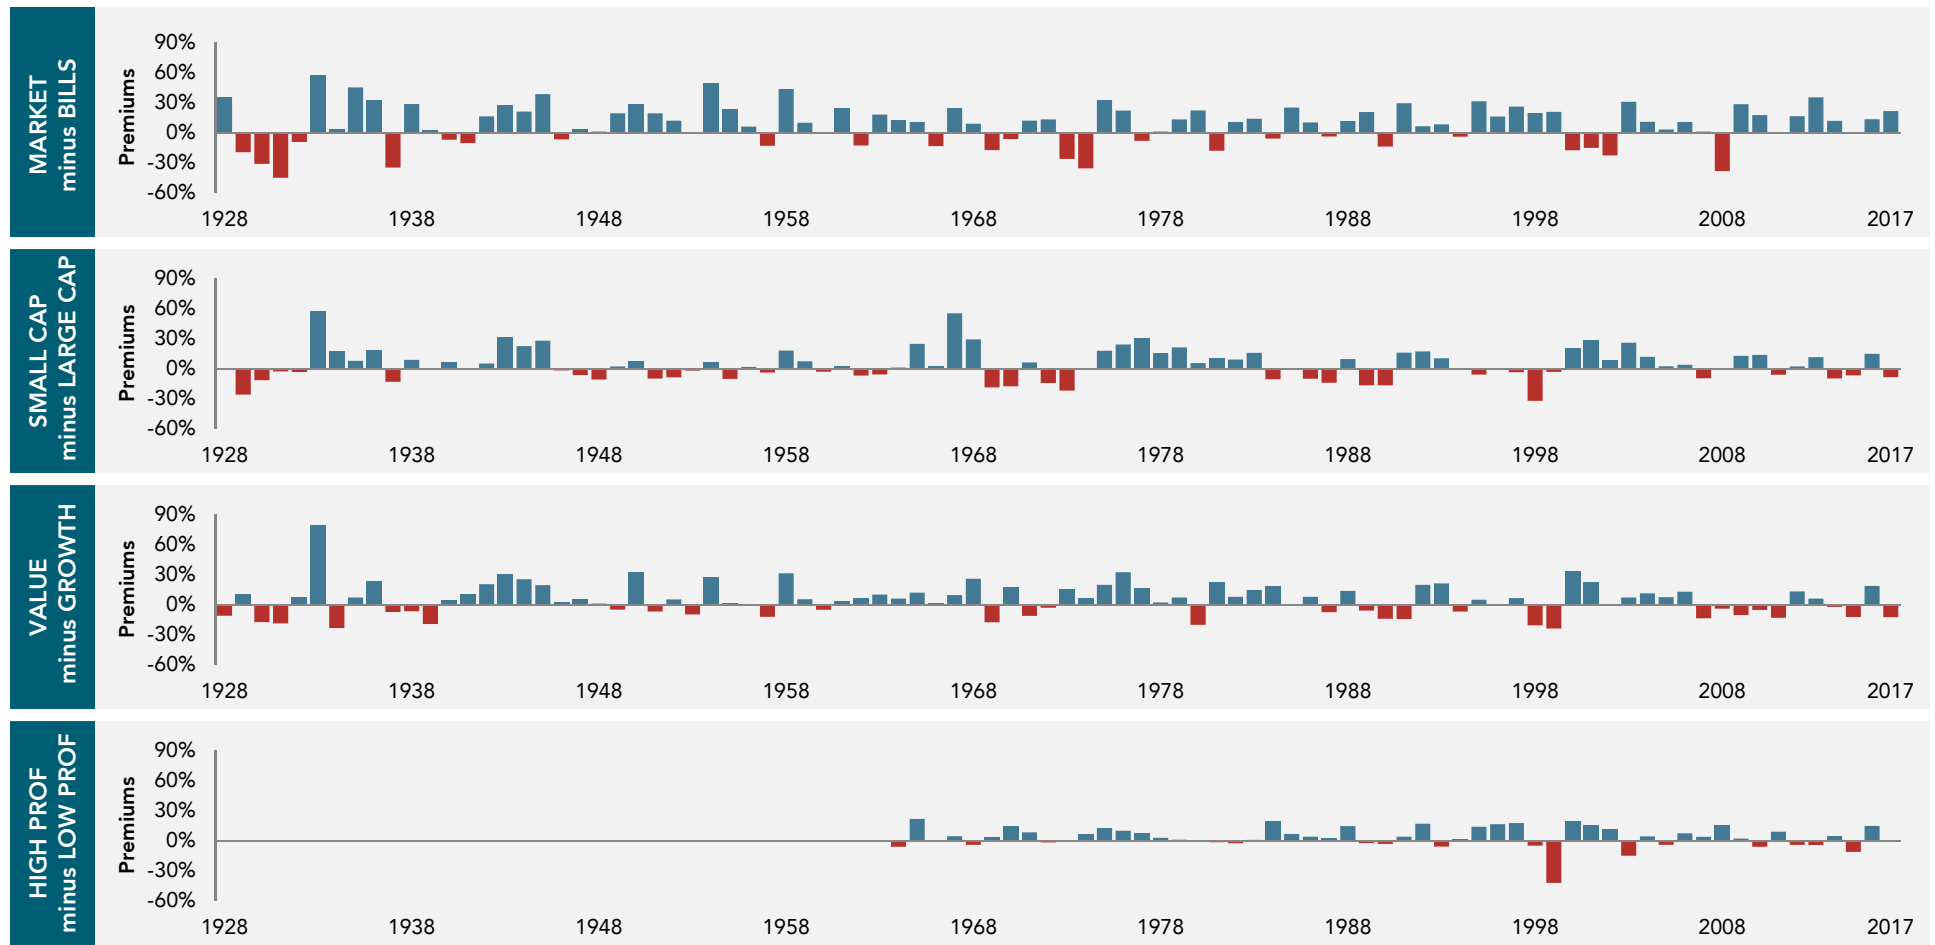 MARKET
minus BILLS
Premiums
90%
60%
30%
0%
-30%
-60%
1928 1938 1948 1958 1968 1978 1988 1998 2008 2017
SMALL CAP
minus LARGE CAP
Premiums
90%
60%
30%
0%
-30%
-60%
1928 1938 1948 1958 1968 1978 1988 1998 2008 2017
VALUE
minus GROWTH
Premiums
90%
60%
30%
0%
-30%
-60%
1928 1938 1948 1958 1968 1978 1988 1998 2008 2017
HIGH PROF
minus LOW PROF
Premiums
90%
60%
30%
0%
-30%
-60%
1928 1938 1948 1958 1968 1978 1988 1998 2008 2017